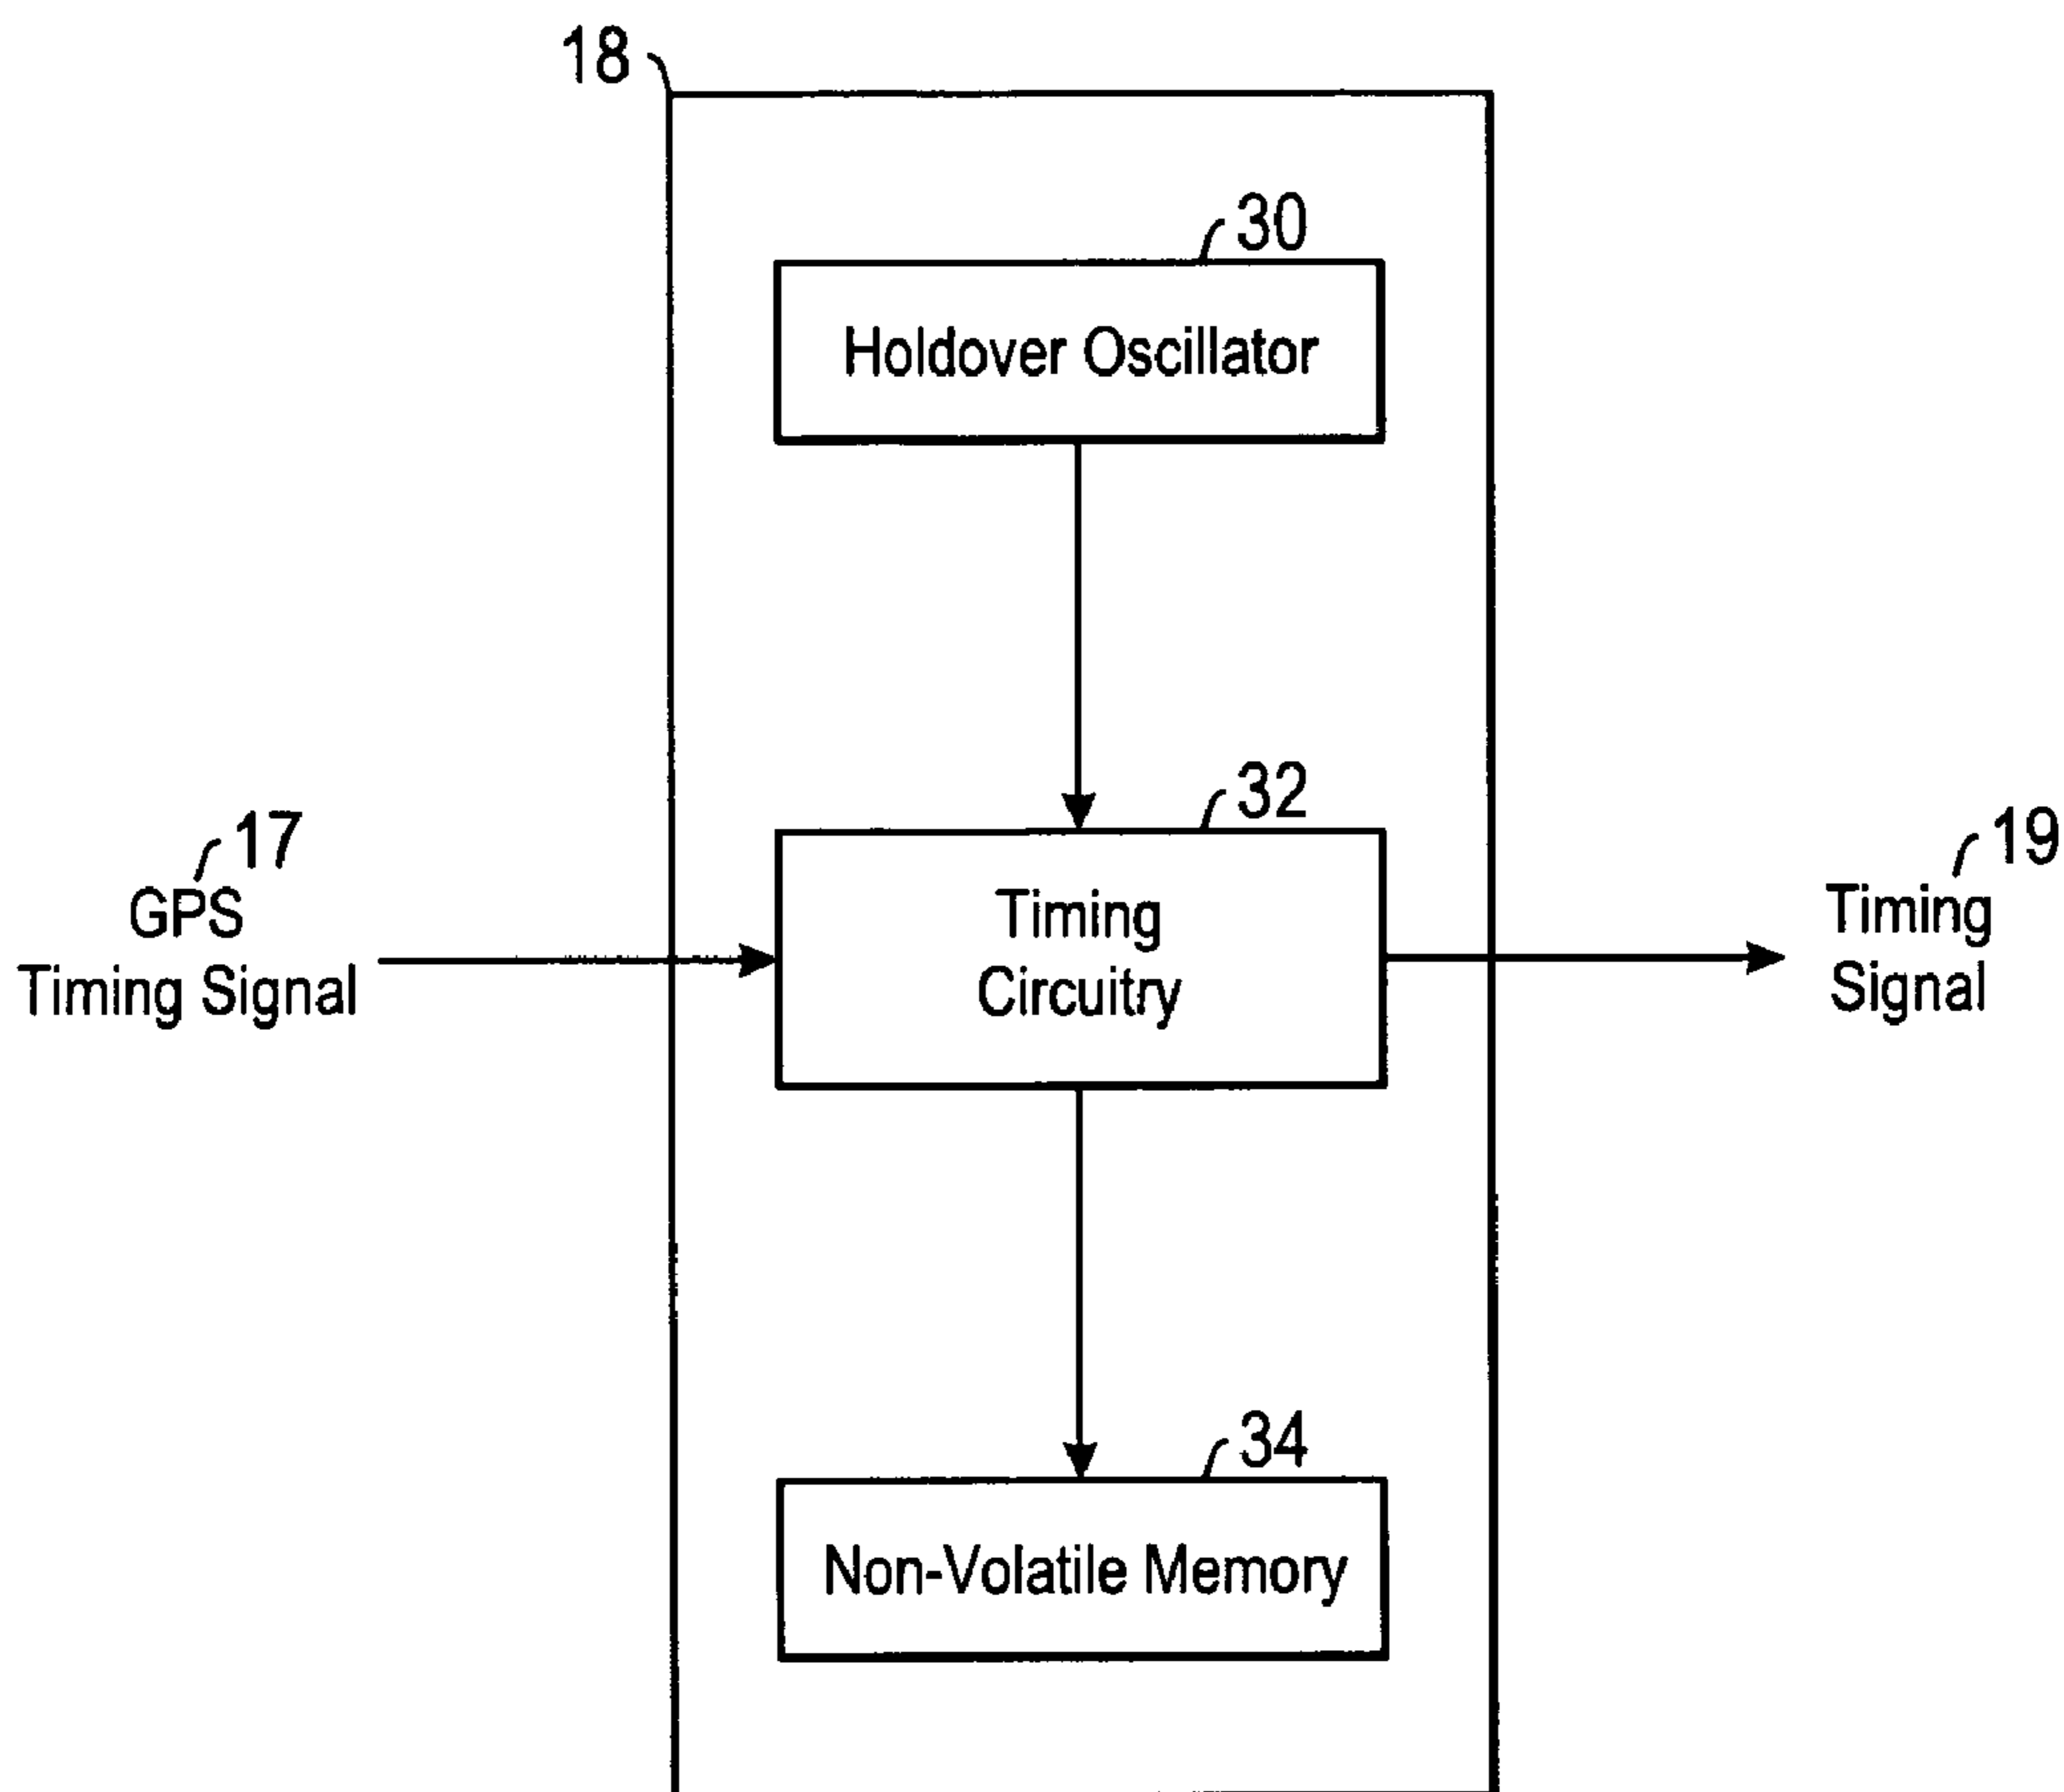 18
30
Holdover Oscillator
32
17
19
GPS
Timing Signal
Timing
Circuitry
Timing
Signal
34
Non-Volatile Memory